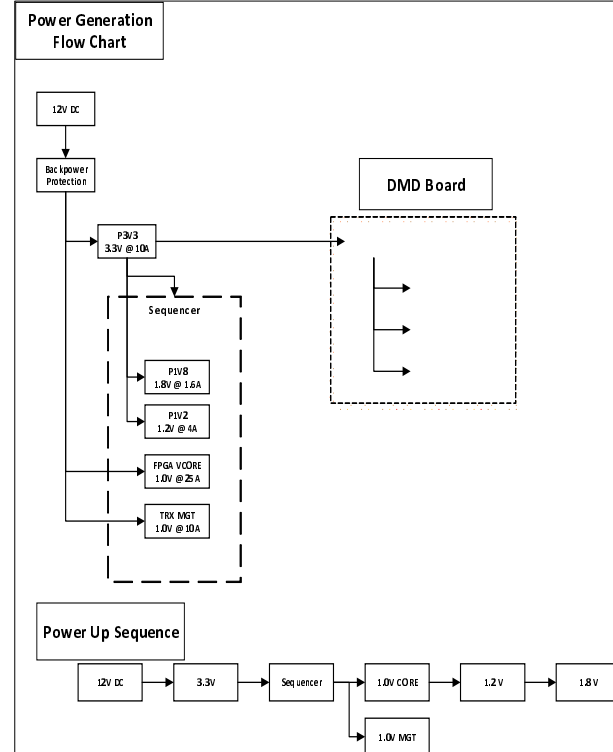 Power Generation
Flow Chart
12V DC
Backpower
Protection
DMD Board
P3V3
3.3V @ 10A
Sequencer
P1V8
1.8V @ 1.6A
P1V2
1.2V @ 4A
FPGA VCORE
1.0V @25A
TRX MGT
1.0V @10A
Power Up Sequence
12V DC
3.3V
Sequencer
1.0V CORE
1.2 V
1.8 V
1.0V MGT